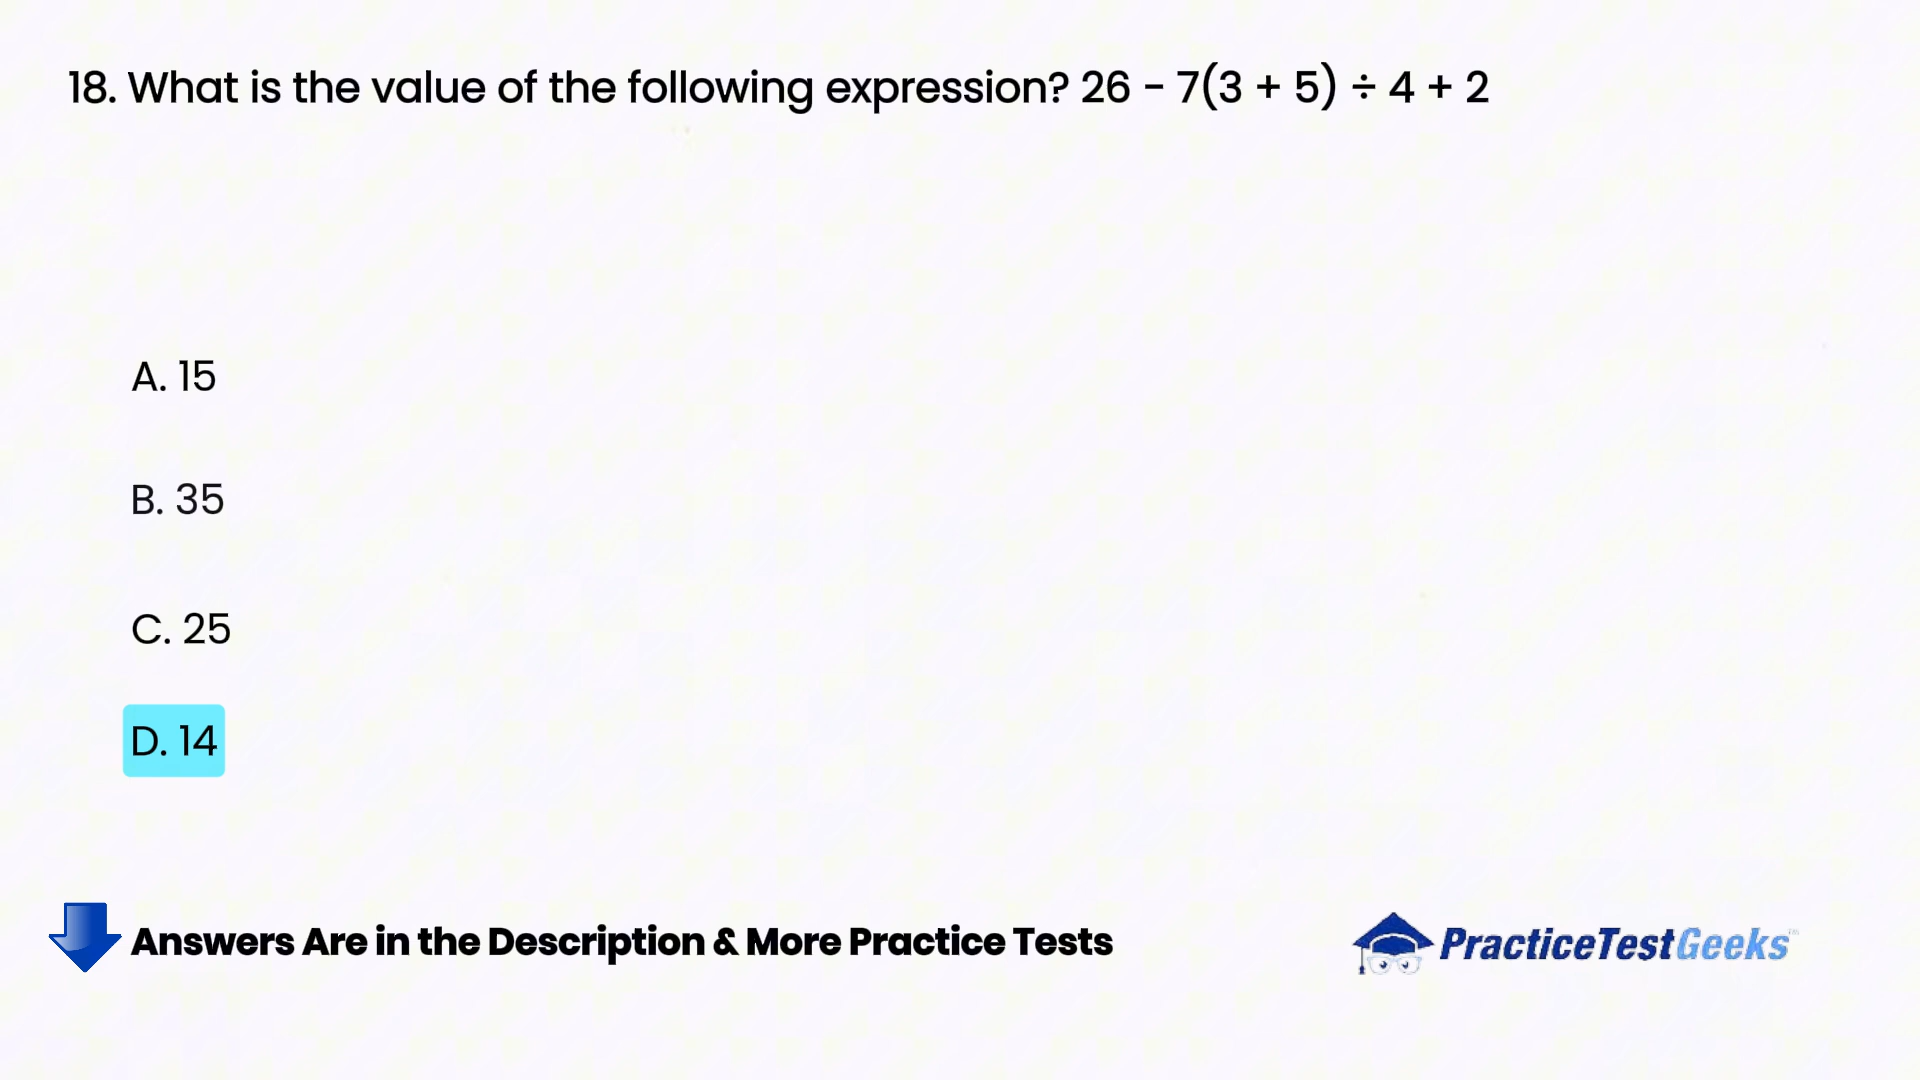 18. What is the value of the following expression? 26 - 7(3 + 5) ÷ 4 + 2
A. 15
B. 35
C. 25
D. 14
Answers Are in the Description & More Practice Tests
PracticeTestGeeks™